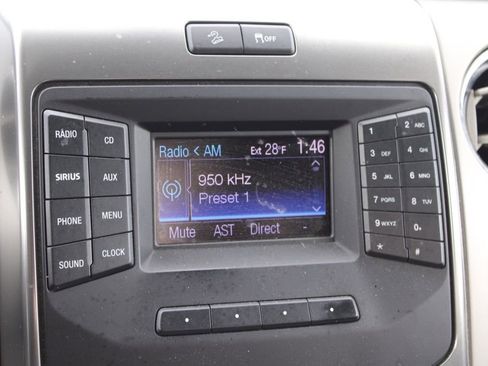 OFF
RADIO
CD
SIRIUS
AUX
PHONE
MENU
SOUND
CLOCK
Radio < AM
Ext 28°F
1:46
950 kHz
Preset 1
Mute AST Direct -
1
2 ABC
3 DEF
4 GHI
5 JKL
6 MNO
7 PQRS
8 TUV
9 WXYZ
0+
*
#